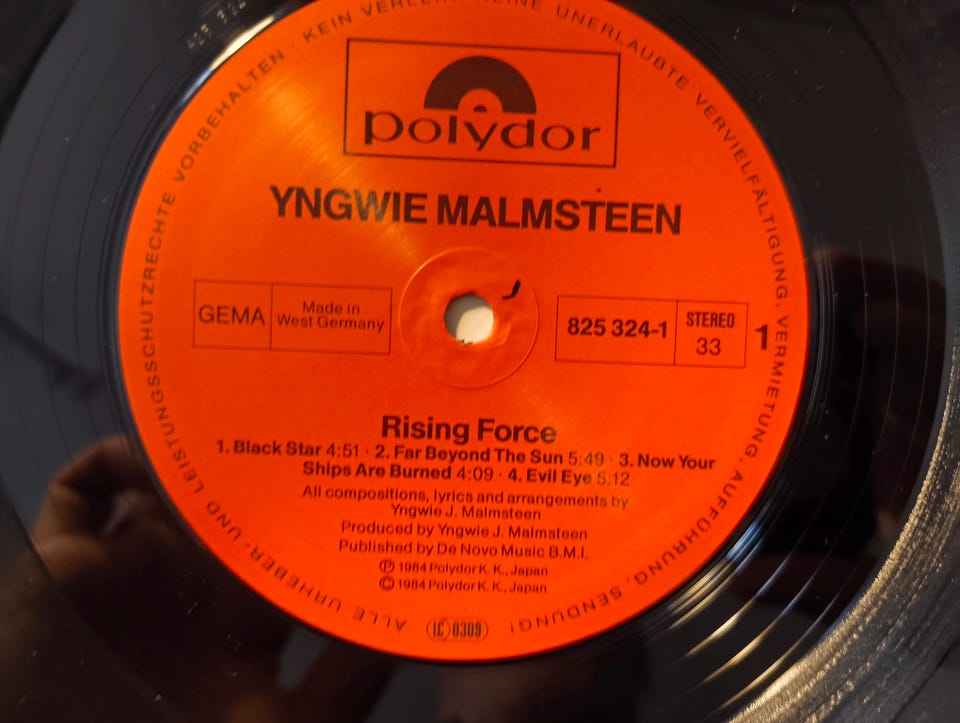 polydor
YNGWIE MALMSTEEN
GEMA
Made in
West Germany
825 324-1
STEREO
33
1
Rising Force
1. Black Star 4:51 · 2. Far Beyond The Sun 5:49 · 3. Now Your
Ships Are Burned 4:09 · 4. Evil Eye 5:12
All compositions, lyrics and arrangements by
Yngwie J. Malmsteen
Produced by Yngwie J. Malmsteen
Published by De Novo Music B.M.I.
Ⓟ 1984 Polydor K. K., Japan
© 1984 Polydor K. K., Japan
LC 0309
ALLE URHEBER- UND LEISTUNGSSCHUTZRECHTE VORBEHALTEN · KEIN VERLEIH! KEINE UNERLAUBTE VERVIELFÄLTIGUNG, VERMIETUNG, AUFFÜHRUNG, SENDUNG!